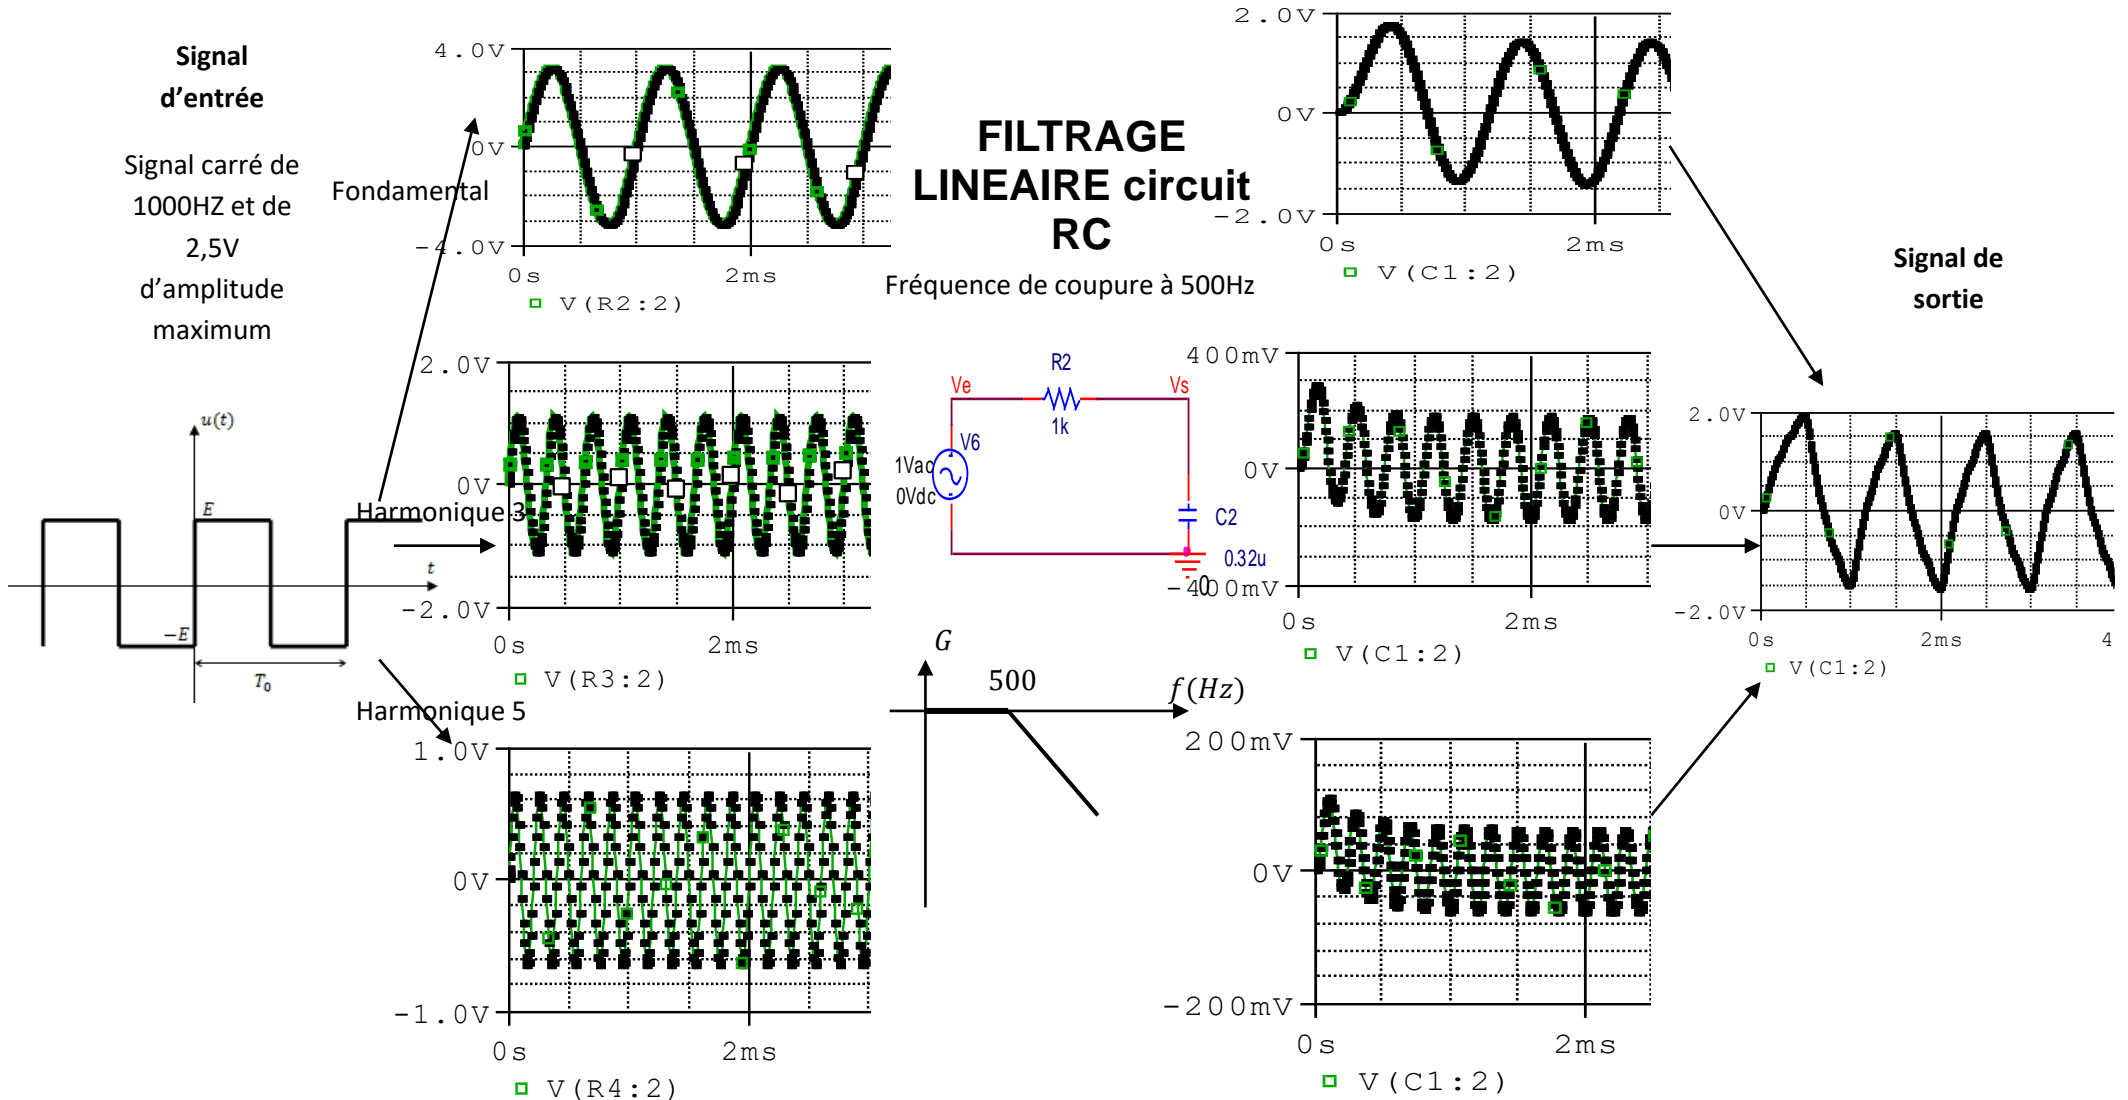 Signal
d'entrée
Signal carré de
1000HZ et de
2,5V
d'amplitude
maximum
u(t)
E
t
−E
T₀
Fondamental
4.0V
0V
-4.0V
0s
2ms
V(R2:2)
Harmonique 3
2.0V
0V
-2.0V
0s
2ms
V(R3:2)
Harmonique 5
1.0V
0V
-1.0V
0s
2ms
V(R4:2)
FILTRAGE
LINEAIRE circuit
RC
Fréquence de coupure à 500Hz
Ve
R2
1k
Vs
V6
1Vac
0Vdc
C2
0.32u
0
G
500
f(Hz)
2.0V
0V
-2.0V
0s
2ms
V(C1:2)
400mV
0V
-400mV
0s
2ms
V(C1:2)
200mV
0V
-200mV
0s
2ms
V(C1:2)
Signal de
sortie
2.0V
0V
-2.0V
0s
2ms
4
V(C1:2)